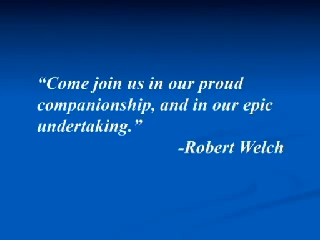 “Come join us in our proud
companionship, and in our epic
undertaking.”
-Robert Welch